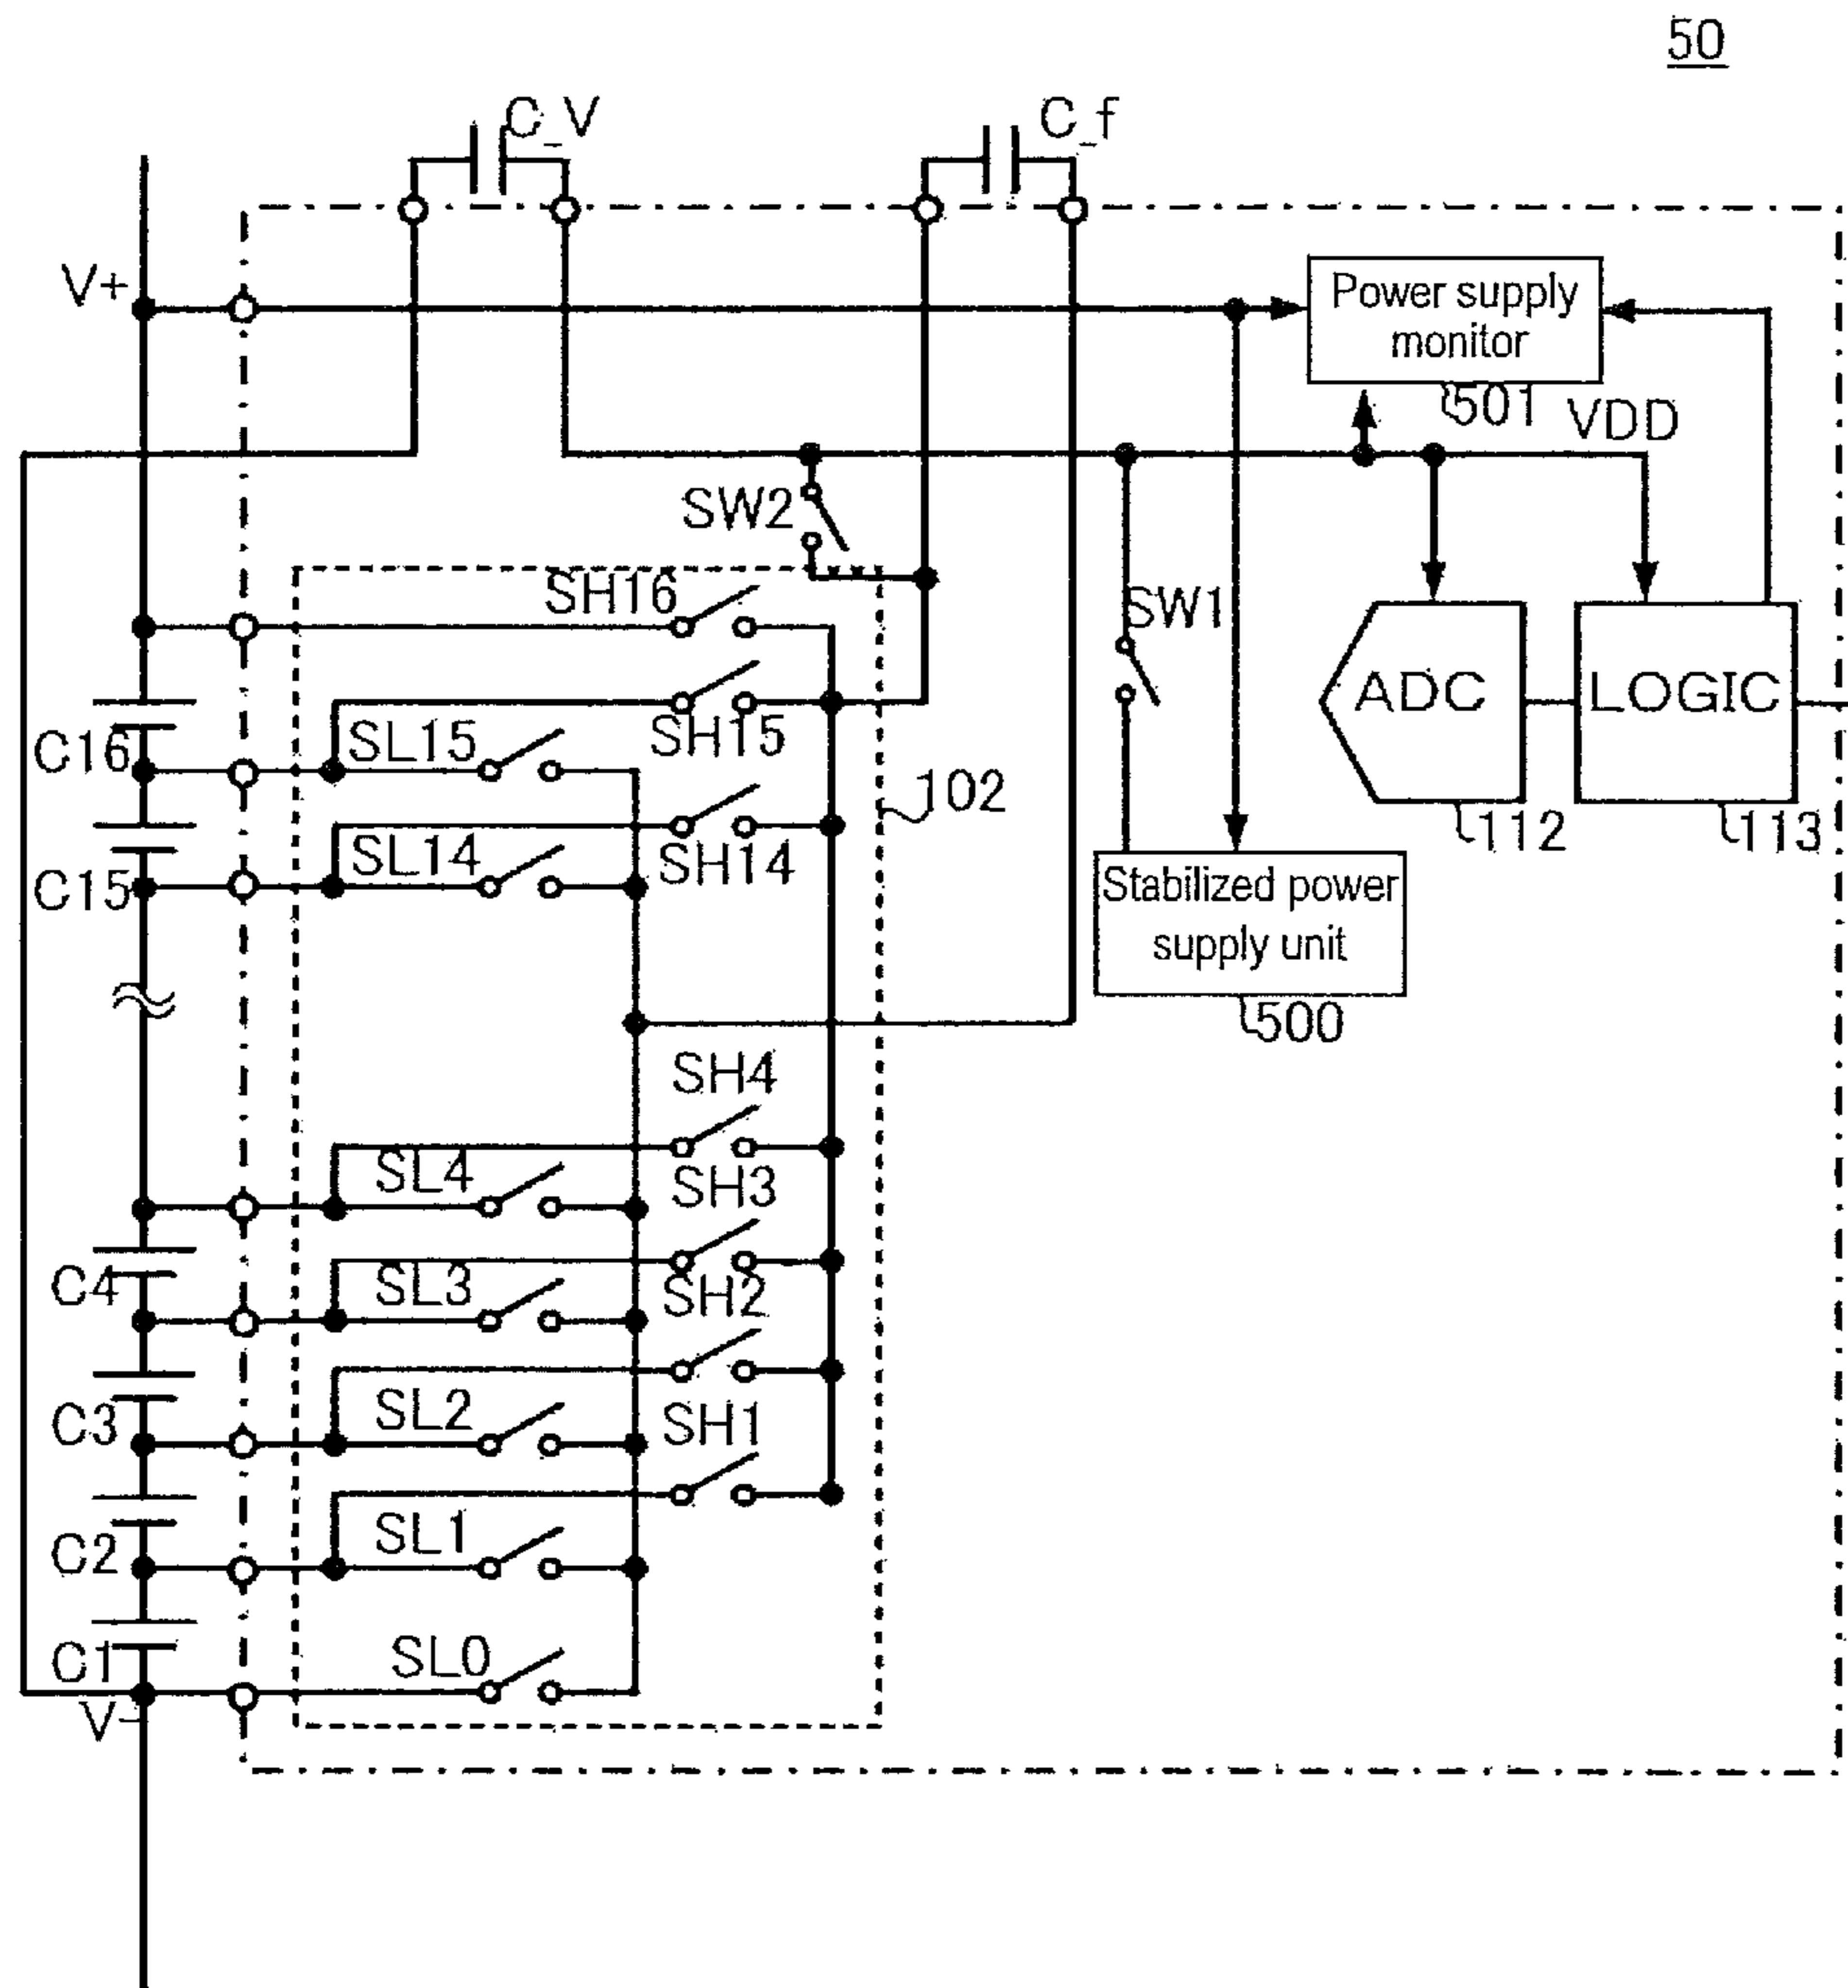 50
C_V
C_f
V+
Power supply
monitor
501
VDD
SW2
SH16
SW1
ADC
LOGIC
SL15
SH15
C16
102
SL14
SH14
112
113
C15
Stabilized power
supply unit
500
SH4
SL4
SH3
C4
SL3
SH2
C3
SL2
SH1
C2
SL1
C1
SL0
V-